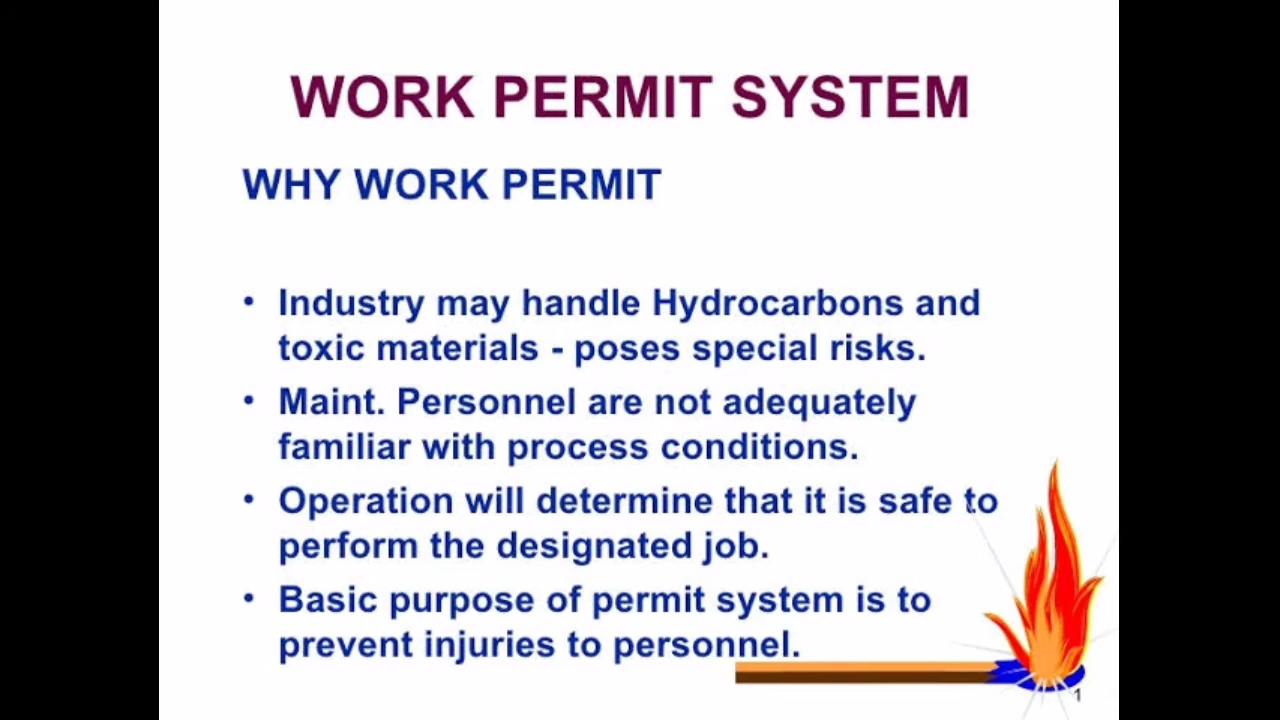 WORK PERMIT SYSTEM
WHY WORK PERMIT
• Industry may handle Hydrocarbons and
toxic materials - poses special risks.
• Maint. Personnel are not adequately
familiar with process conditions.
• Operation will determine that it is safe to
perform the designated job.
• Basic purpose of permit system is to
prevent injuries to personnel.
1